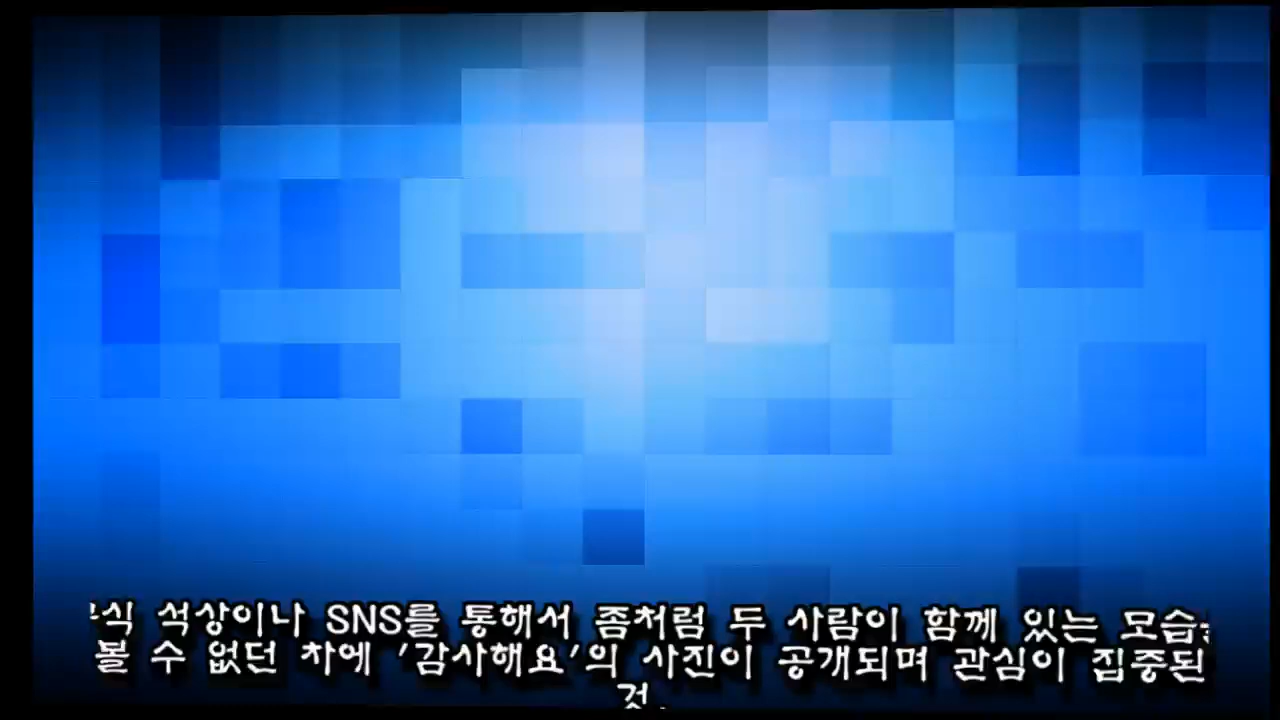 석상이나 SNS를 통해서 좀처럼 두 사람이 함께 있는
볼 수 없던 차에 '감사해요'의 사진이 공개되며 관심이 집중된
것.